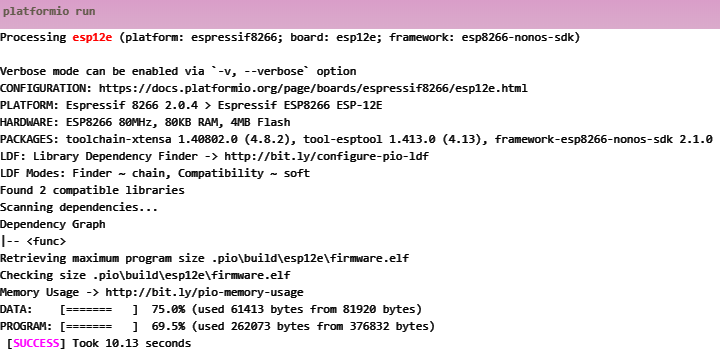 platformio run
Processing esp12e (platform: espressif8266; board: esp12e; framework: esp8266-nonos-sdk)
Verbose mode can be enabled via `-v, --verbose` option
CONFIGURATION: https://docs.platformio.org/page/boards/espressif8266/esp12e.html
PLATFORM: Espressif 8266 2.0.4 > Espressif ESP8266 ESP-12E
HARDWARE: ESP8266 80MHz, 80KB RAM, 4MB Flash
PACKAGES: toolchain-xtensa 1.40802.0 (4.8.2), tool-esptool 1.413.0 (4.13), framework-esp8266-nonos-sdk 2.1.0
LDF: Library Dependency Finder -> http://bit.ly/configure-pio-ldf
LDF Modes: Finder ~ chain, Compatibility ~ soft
Found 2 compatible libraries
Scanning dependencies...
Dependency Graph
|-- <func>
Retrieving maximum program size .pio\build\esp12e\firmware.elf
Checking size .pio\build\esp12e\firmware.elf
Memory Usage -> http://bit.ly/pio-memory-usage
DATA:    [=======   ]  75.0% (used 61413 bytes from 81920 bytes)
PROGRAM: [=======   ]  69.5% (used 262073 bytes from 376832 bytes)
[SUCCESS] Took 10.13 seconds